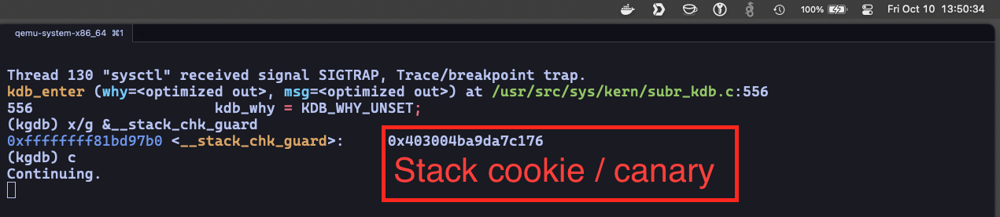 100% Fri Oct 10 13:50:34
qemu-system-x86_64 ⌘1
Thread 130 "sysctl" received signal SIGTRAP, Trace/breakpoint trap.
kdb_enter (why=<optimized out>, msg=<optimized out>) at /usr/src/sys/kern/subr_kdb.c:556
556 kdb_why = KDB_WHY_UNSET;
(kgdb) x/g &__stack_chk_guard
0xffffffff81bd97b0 <__stack_chk_guard>: 0x403004ba9da7c176
(kgdb) c
Continuing.
Stack cookie / canary